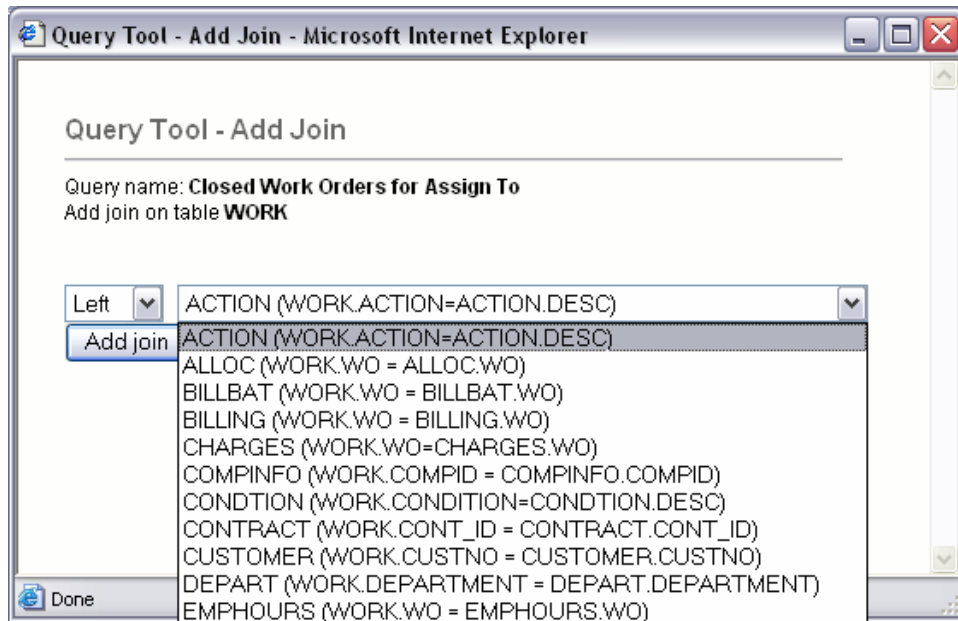 Query Tool - Add Join - Microsoft Internet Explorer
Query Tool - Add Join
Query name: Closed Work Orders for Assign To
Add join on table WORK
Left ACTION (WORK.ACTION=ACTION.DESC)
Add join ACTION (WORK.ACTION=ACTION.DESC)
ALLOC (WORK.WO = ALLOC.WO)
BILLBAT (WORK.WO = BILLBAT.WO)
BILLING (WORK.WO = BILLING.WO)
CHARGES (WORK.WO=CHARGES.WO)
COMPINFO (WORK.COMPID = COMPINFO.COMPID)
CONDTION (WORK.CONDITION=CONDTION.DESC)
CONTRACT (WORK.CONT_ID = CONTRACT.CONT_ID)
CUSTOMER (WORK.CUSTNO = CUSTOMER.CUSTNO)
DEPART (WORK.DEPARTMENT = DEPART.DEPARTMENT)
Done EMPHOURS (WORK.WO = EMPHOURS.WO)